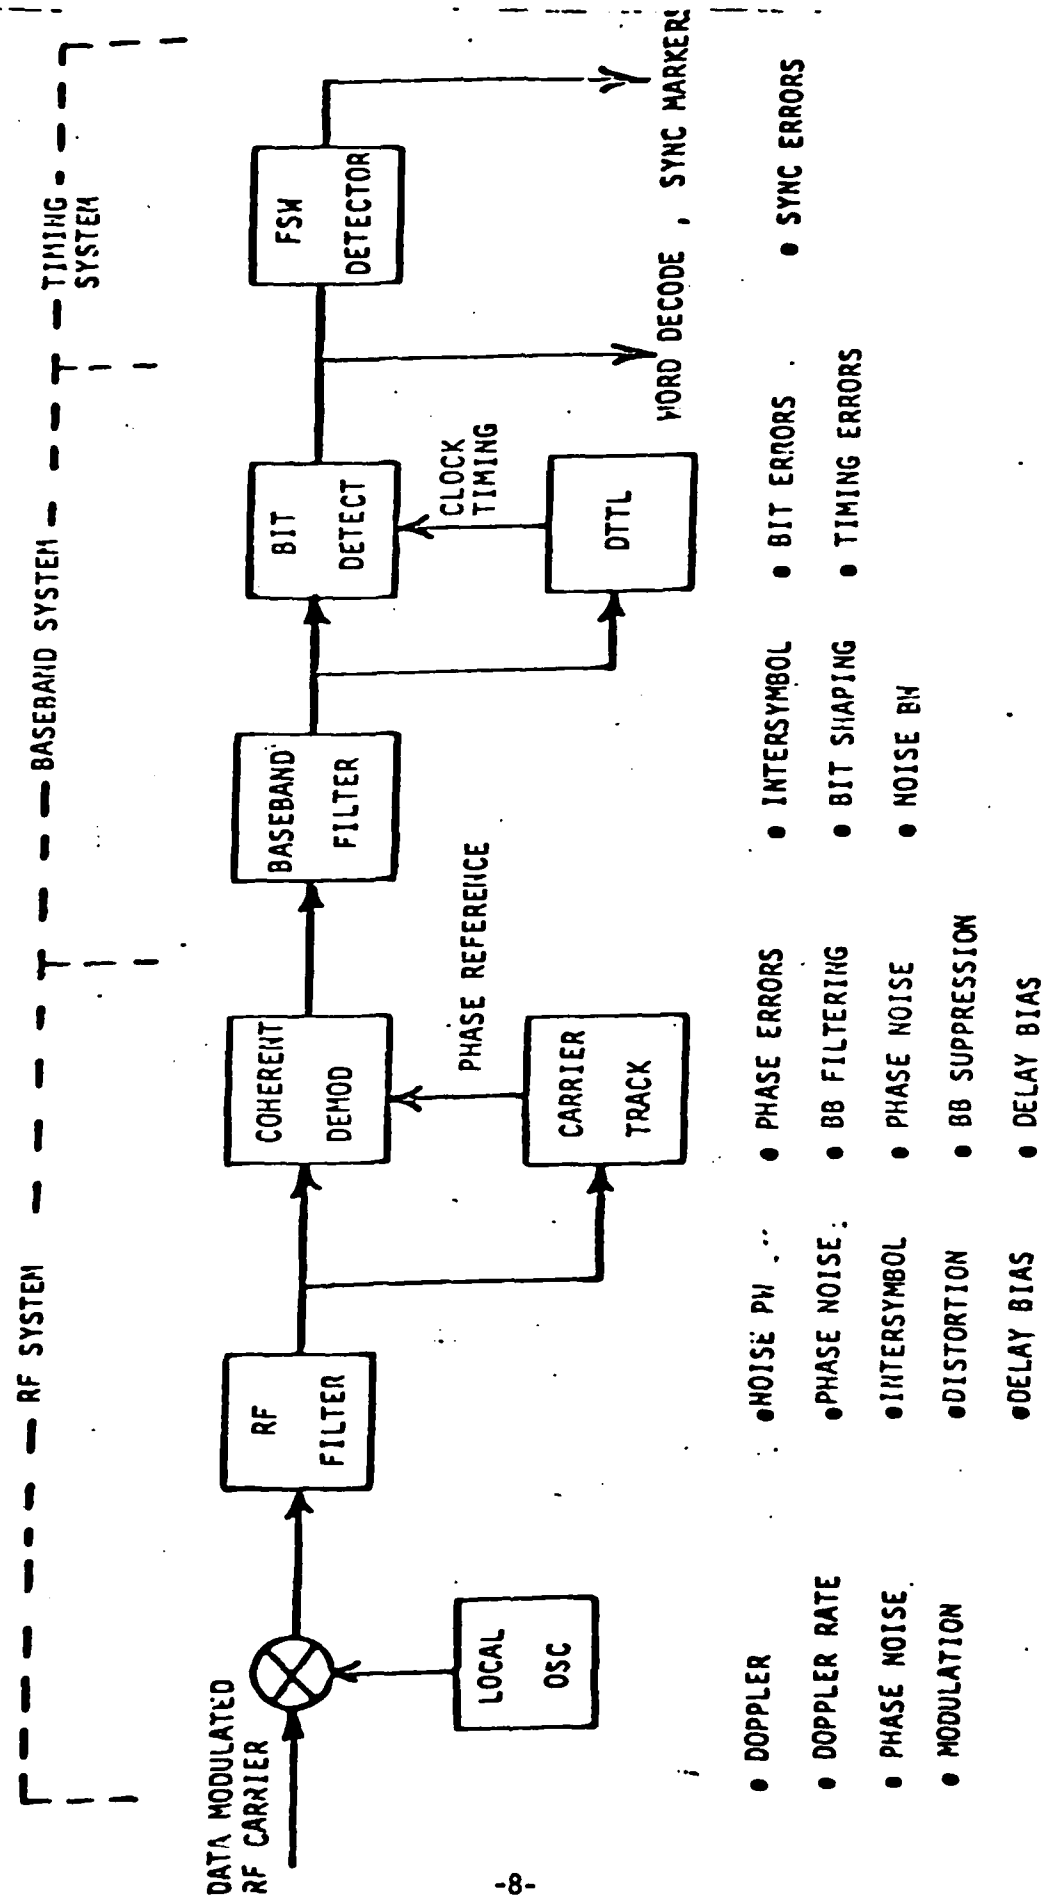 RF SYSTEM
BASEBAND SYSTEM
TIMING
SYSTEM
DATA MODULATED
RF CARRIER
LOCAL
OSC
RF
FILTER
COHERENT
DEMOD
CARRIER
TRACK
PHASE REFERENCE
BASEBAND
FILTER
BIT
DETECT
CLOCK
TIMING
DTTL
FSW
DETECTOR
WORD DECODE , SYNC MARKERS
• DOPPLER
• DOPPLER RATE
• PHASE NOISE
• MODULATION
•NOISE PW
•PHASE NOISE
•INTERSYMBOL
•DISTORTION
•DELAY BIAS
• PHASE ERRORS
• BB FILTERING
• PHASE NOISE
• BB SUPPRESSION
• DELAY BIAS
• INTERSYMBOL
• BIT SHAPING
• NOISE BW
• BIT ERRORS
• TIMING ERRORS
• SYNC ERRORS
-8-